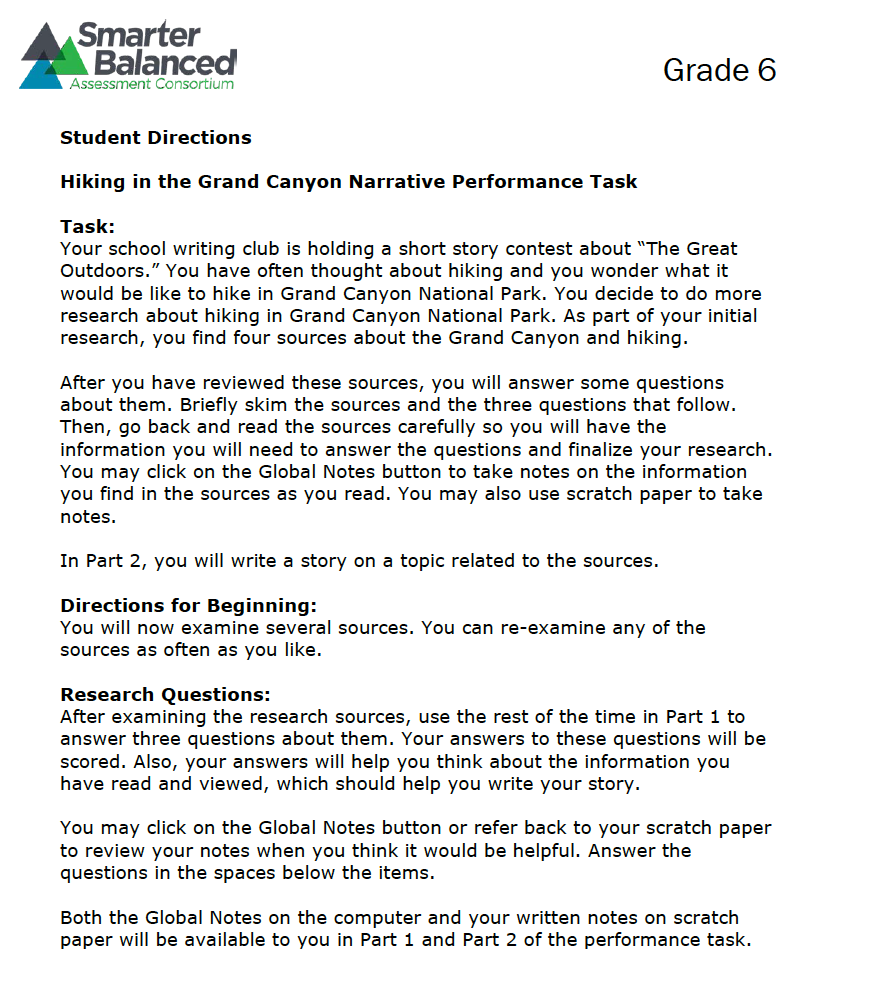 Smarter
Balanced
Assessment Consortium
Grade 6
Student Directions
Hiking in the Grand Canyon Narrative Performance Task
Task:
Your school writing club is holding a short story contest about “The Great
Outdoors.” You have often thought about hiking and you wonder what it
would be like to hike in Grand Canyon National Park. You decide to do more
research about hiking in Grand Canyon National Park. As part of your initial
research, you find four sources about the Grand Canyon and hiking.
After you have reviewed these sources, you will answer some questions
about them. Briefly skim the sources and the three questions that follow.
Then, go back and read the sources carefully so you will have the
information you will need to answer the questions and finalize your research.
You may click on the Global Notes button to take notes on the information
you find in the sources as you read. You may also use scratch paper to take
notes.
In Part 2, you will write a story on a topic related to the sources.
Directions for Beginning:
You will now examine several sources. You can re-examine any of the
sources as often as you like.
Research Questions:
After examining the research sources, use the rest of the time in Part 1 to
answer three questions about them. Your answers to these questions will be
scored. Also, your answers will help you think about the information you
have read and viewed, which should help you write your story.
You may click on the Global Notes button or refer back to your scratch paper
to review your notes when you think it would be helpful. Answer the
questions in the spaces below the items.
Both the Global Notes on the computer and your written notes on scratch
paper will be available to you in Part 1 and Part 2 of the performance task.